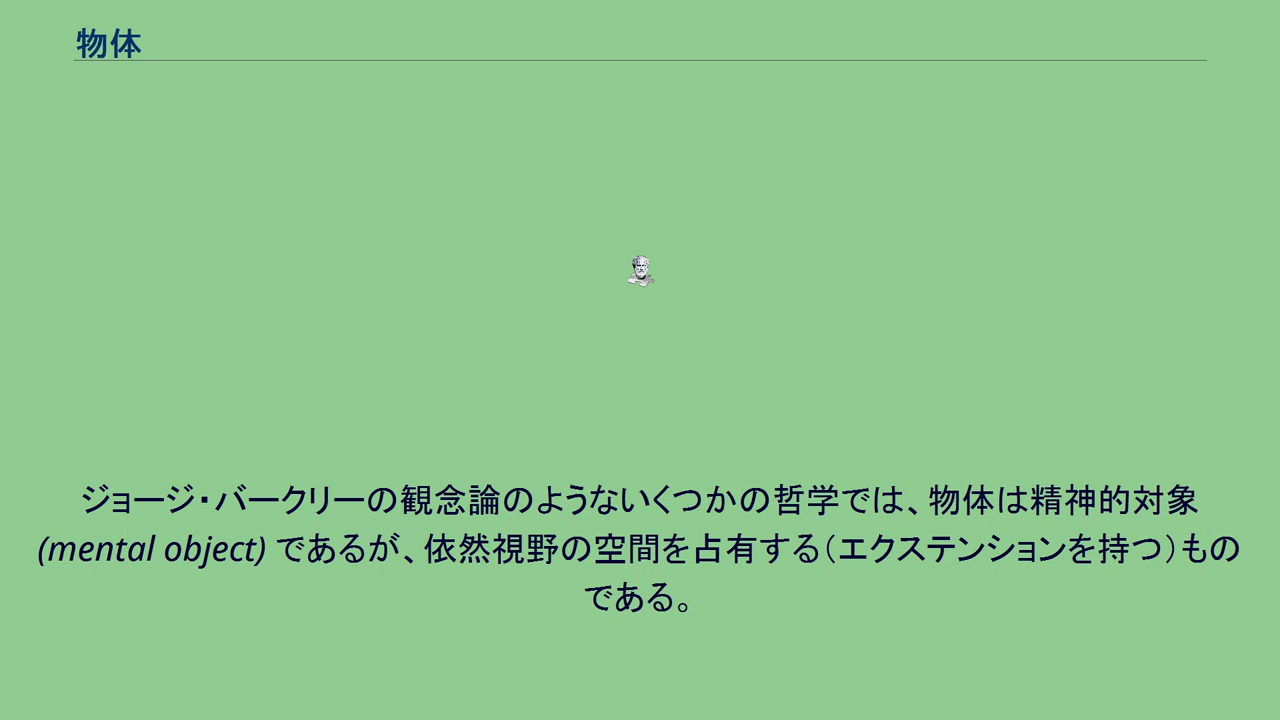 物体
ジョージ・バークリーの観念論のようないくつかの哲学では、物体は精神的対象
(mental object) であるが、依然視野の空間を占有する（エクステンションを持つ）もの
である。